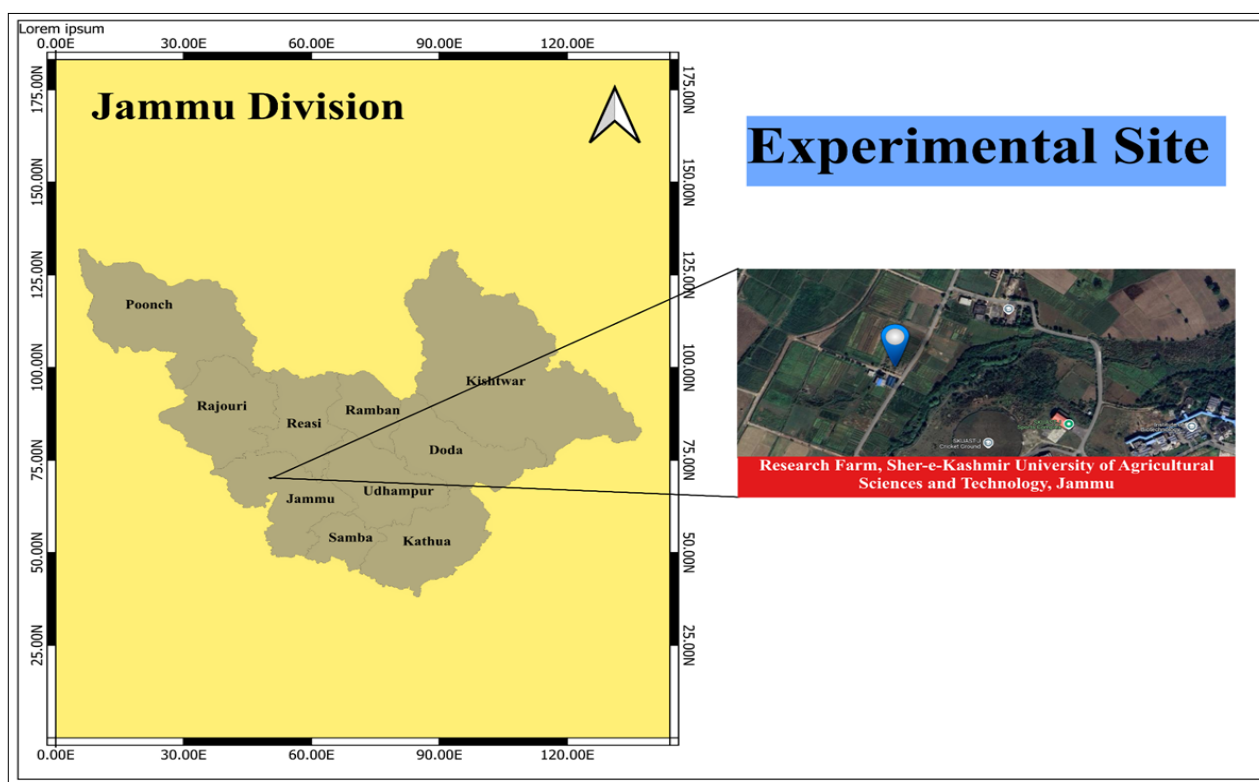 Lorem ipsum
0.00E 30.00E 60.00E 90.00E 120.00E
Jammu Division
175.00N
150.00N
125.00N
100.00N
75.00N
50.00N
25.00N
175.00N
150.00N
125.00N
100.00N
75.00N
50.00N
25.00N
Poonch
Kishtwar
Rajouri
Ramban
Reasi
Doda
Udhampur
Jammu
Samba
Kathua
0.00E 30.00E 60.00E 90.00E 120.00E
Experimental Site
SKUAST-J
Cricket Ground
Research Farm, Sher-e-Kashmir University of Agricultural
Sciences and Technology, Jammu